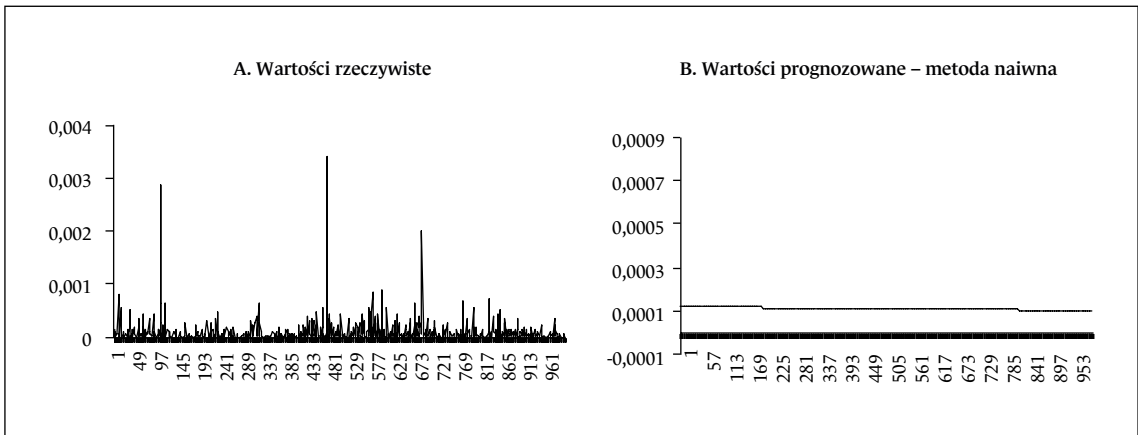 A. Wartości rzeczywiste
0,004
0,003
0,002
0,001
0
1 49 97 145 193 241 289 337 385 433 481 529 577 625 673 721 769 817 865 913 961
B. Wartości prognozowane – metoda naiwna
0,0009
0,0007
0,0005
0,0003
0,0001
-0,0001
1 57 113 169 225 281 337 393 449 505 561 617 673 729 785 841 897 953